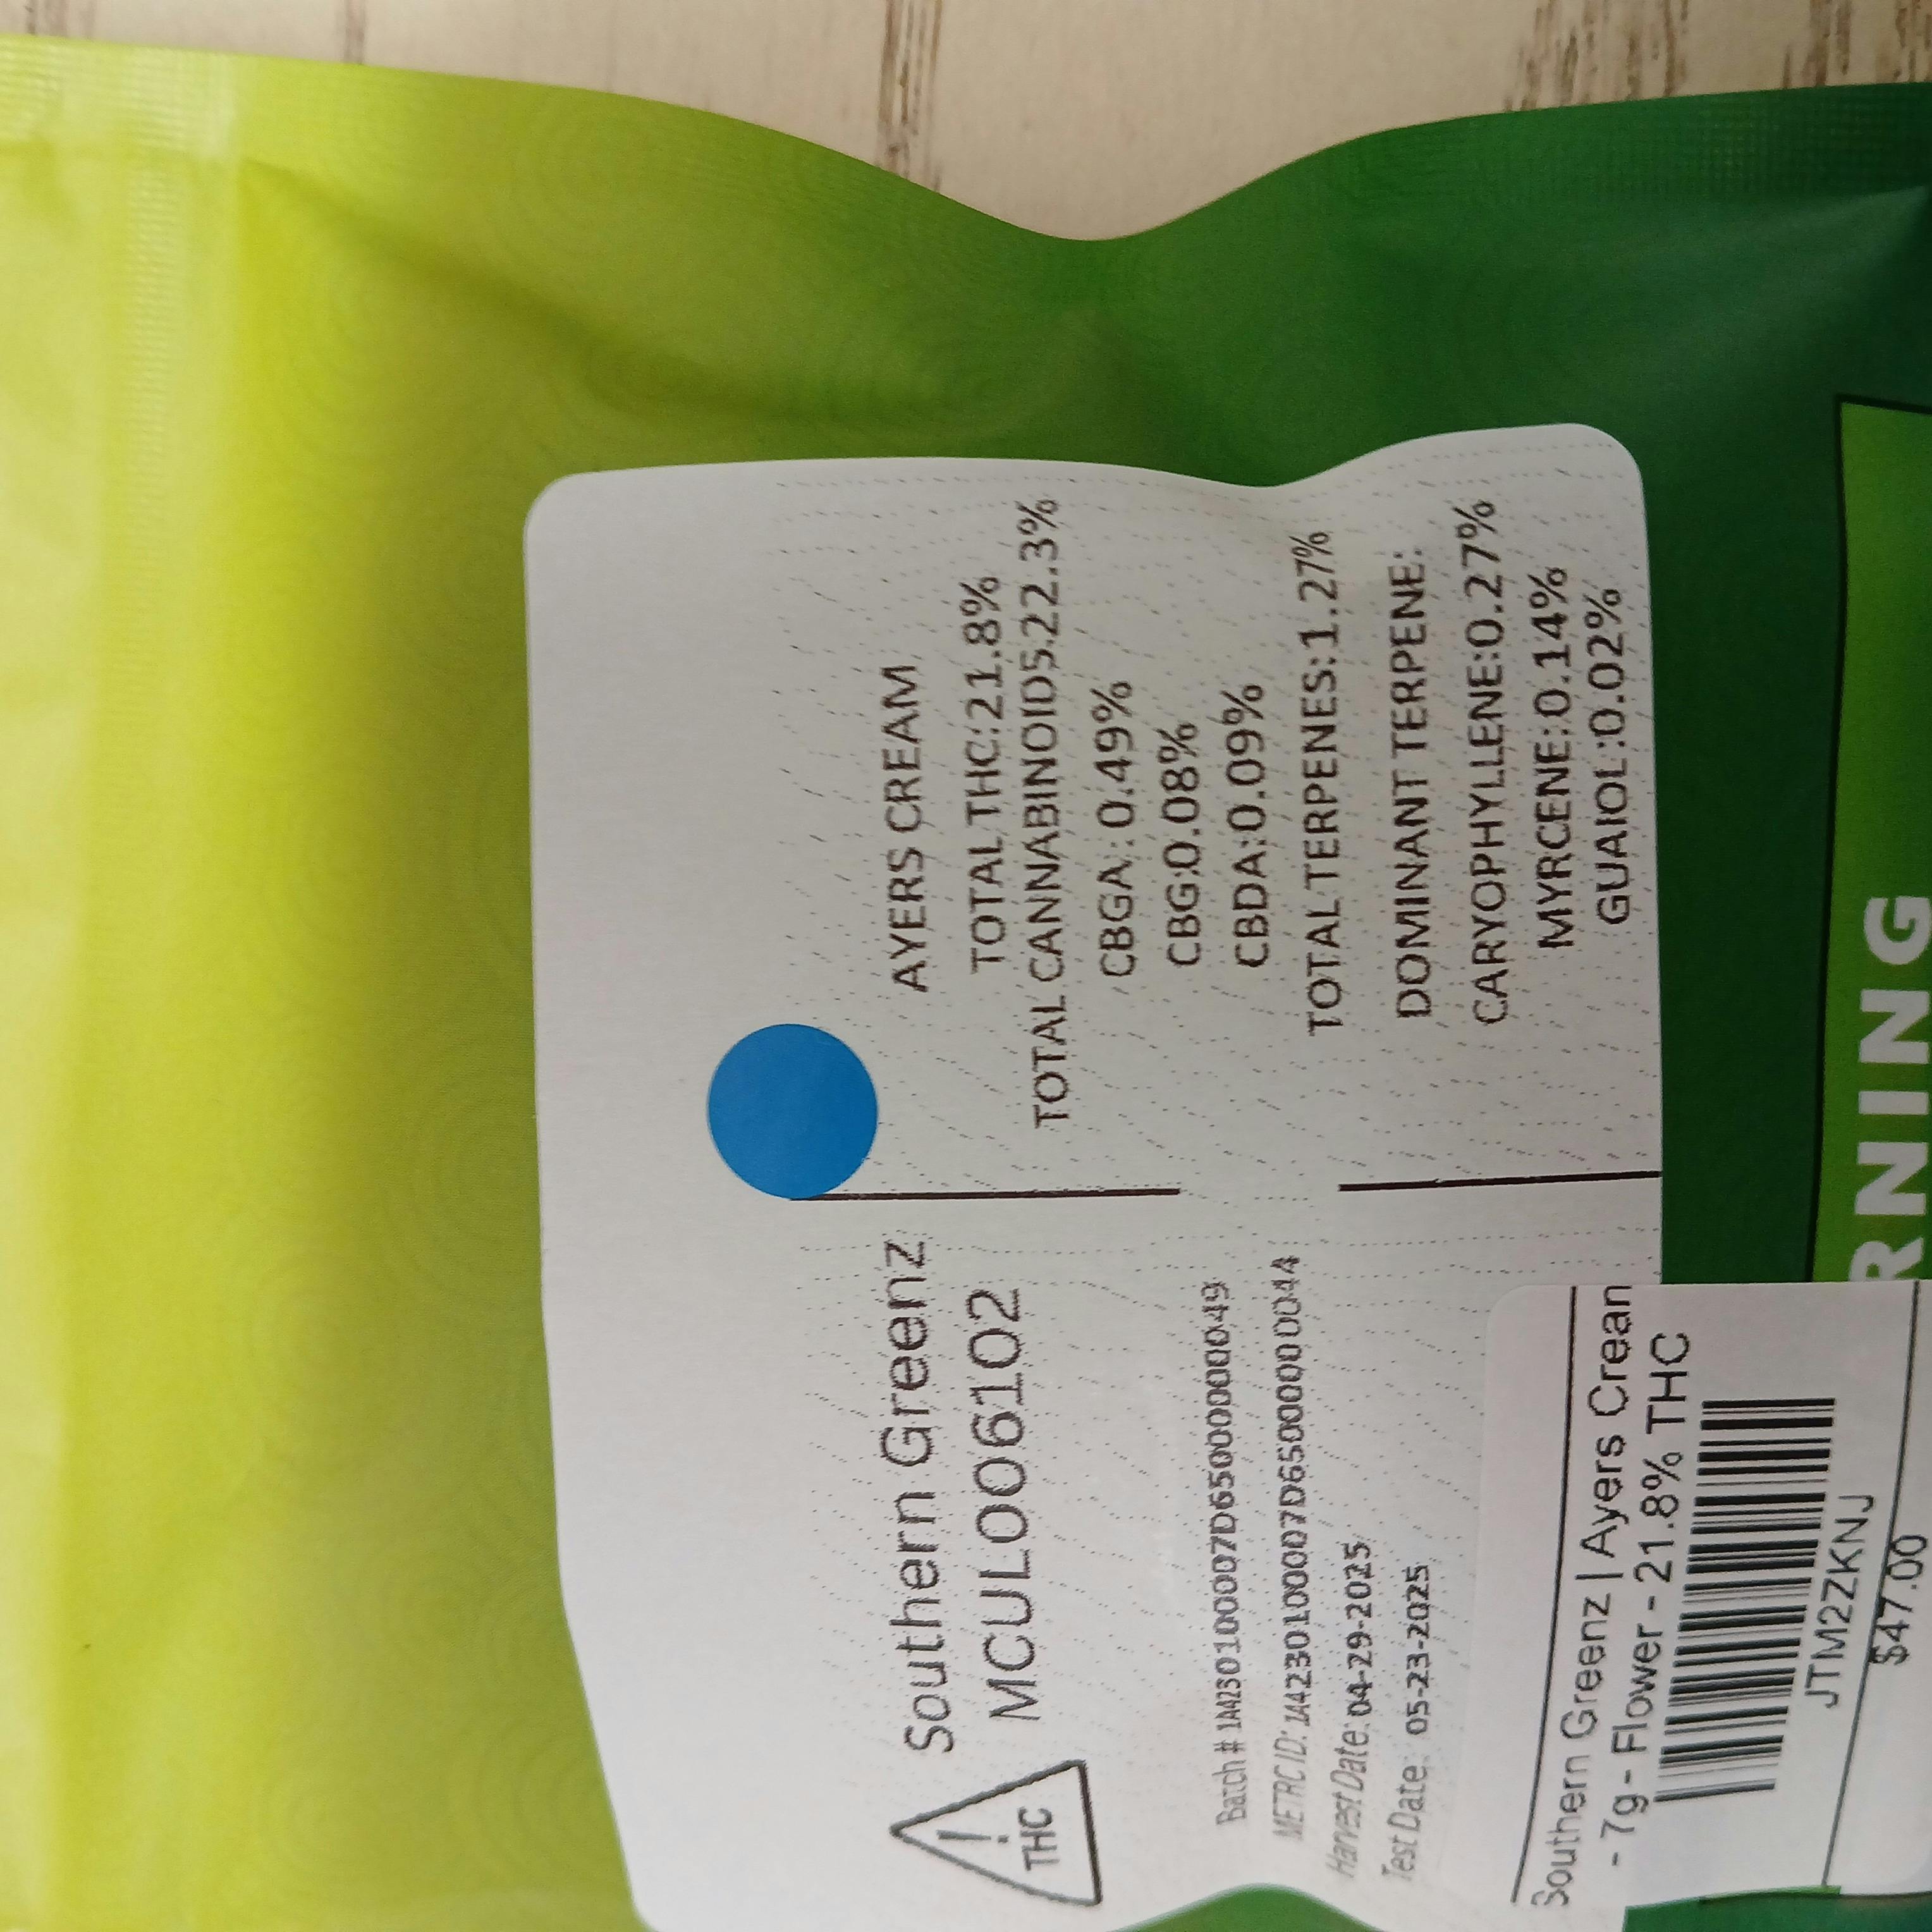 Southern Greenz
MCUL006102
THC
Batch # 1A4230100007D65000000049
METRC ID: 1A4230100007D65000000044
Harvest Date: 04-29-2025
Test Date: 05-23-2025
AYERS CREAM
TOTAL THC:21.8%
TOTAL CANNABINOIDS.22.3%
CBGA: 0.49%
CBG:0.08%
CBDA:0.09%
TOTAL TERPENES:1.27%
DOMINANT TERPENE:
CARYOPHYLLENE:0.27%
MYRCENE:0.14%
GUAIOL:0.02%
Southern Greenz | Ayers Cream
- 7g - Flower - 21.8% THC
JTM2ZKNJ
$47.00
RNING